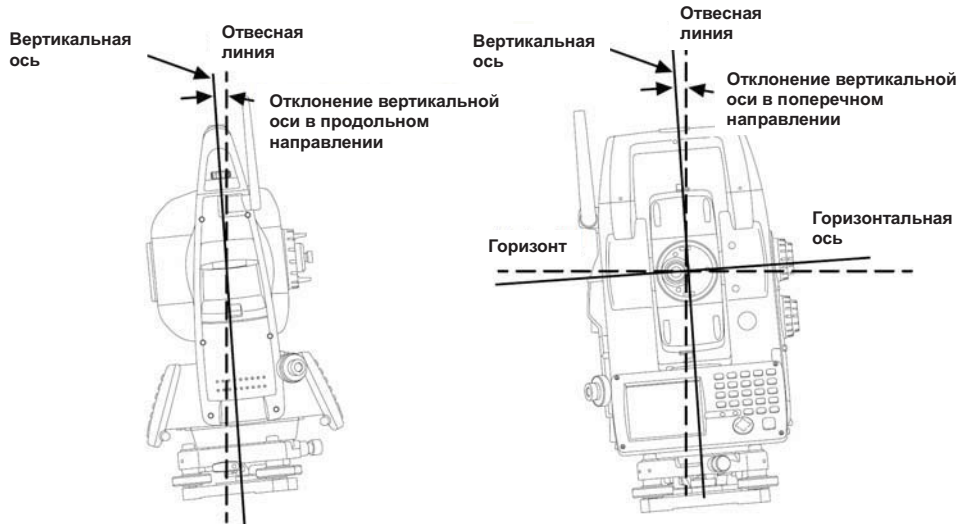 Вертикальная
ось
Отвесная
линия
Отклонение вертикальной
оси в продольном
направлении
Вертикальная
ось
Отвесная
линия
Отклонение вертикальной
оси в поперечном
направлении
Горизонт
Горизонтальная
ось